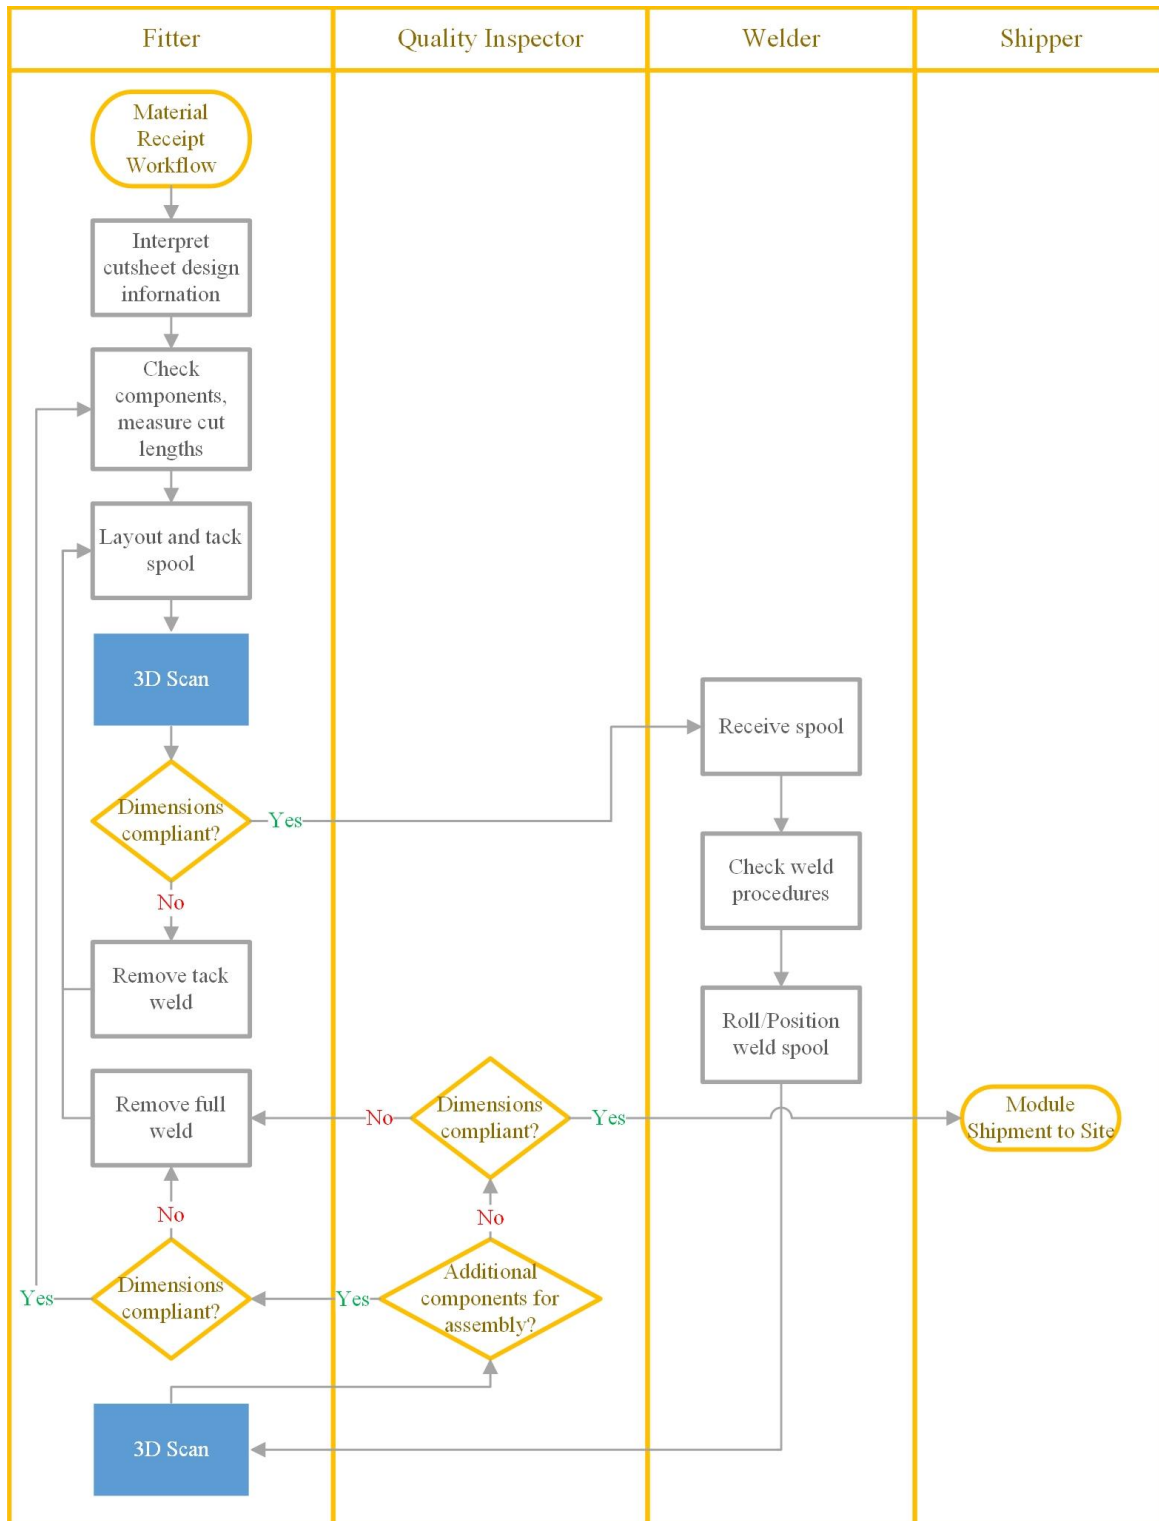 Fitter
Quality Inspector
Welder
Shipper
Material
Receipt
Workflow
Interpret
cutsheet design
infornation
Check
components,
measure cut
lengths
Layout and tack
spool
3D Scan
Receive spool
Dimensions
compliant?
Yes
Check weld
procedures
No
Remove tack
weld
Roll/Position
weld spool
Remove full
weld
No
Dimensions
compliant?
Yes
Module
Shipment to Site
No
No
Yes
Dimensions
compliant?
Yes
Additional
components for
assembly?
3D Scan